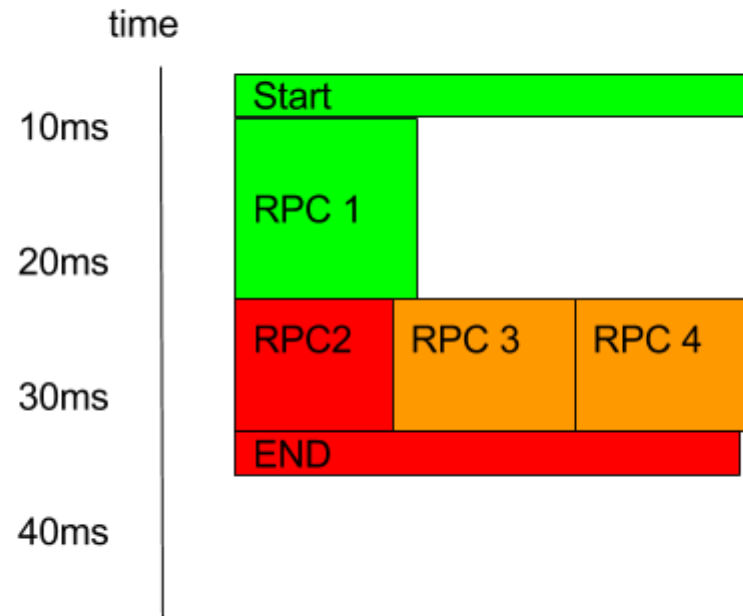 time
Start
10ms
RPC 1
20ms
RPC2 RPC 3 RPC 4
30ms
END
40ms